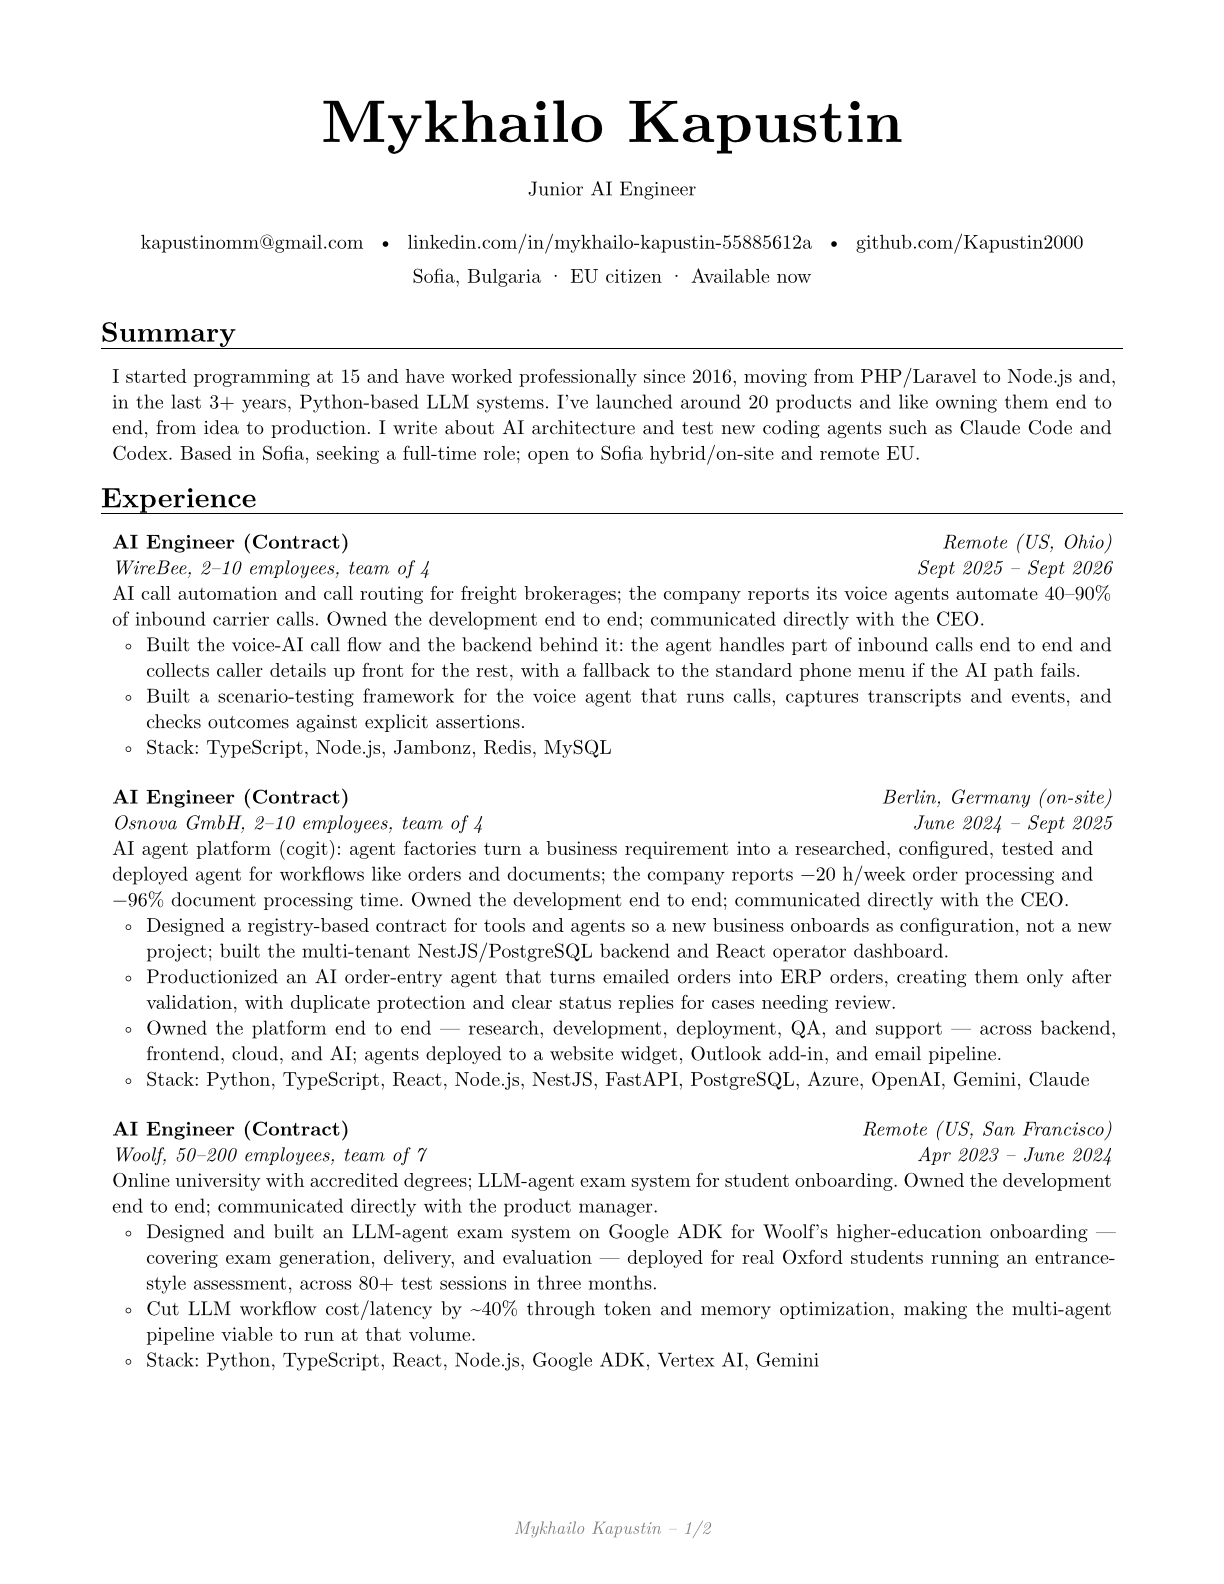 Mykhailo Kapustin
Junior AI Engineer
kapustinomm@gmail.com • linkedin.com/in/mykhailo-kapustin-55885612a • github.com/Kapustin2000
Sofia, Bulgaria · EU citizen · Available now
Summary
I started programming at 15 and have worked professionally since 2016, moving from PHP/Laravel to Node.js and,
in the last 3+ years, Python-based LLM systems. I've launched around 20 products and like owning them end to
end, from idea to production. I write about AI architecture and test new coding agents such as Claude Code and
Codex. Based in Sofia, seeking a full-time role; open to Sofia hybrid/on-site and remote EU.
Experience
AI Engineer (Contract) Remote (US, Ohio)
WireBee, 2–10 employees, team of 4 Sept 2025 – Sept 2026
AI call automation and call routing for freight brokerages; the company reports its voice agents automate 40–90%
of inbound carrier calls. Owned the development end to end; communicated directly with the CEO.
◦ Built the voice-AI call flow and the backend behind it: the agent handles part of inbound calls end to end and
collects caller details up front for the rest, with a fallback to the standard phone menu if the AI path fails.
◦ Built a scenario-testing framework for the voice agent that runs calls, captures transcripts and events, and
checks outcomes against explicit assertions.
◦ Stack: TypeScript, Node.js, Jambonz, Redis, MySQL
AI Engineer (Contract) Berlin, Germany (on-site)
Osnova GmbH, 2–10 employees, team of 4 June 2024 – Sept 2025
AI agent platform (cogit): agent factories turn a business requirement into a researched, configured, tested and
deployed agent for workflows like orders and documents; the company reports −20 h/week order processing and
−96% document processing time. Owned the development end to end; communicated directly with the CEO.
◦ Designed a registry-based contract for tools and agents so a new business onboards as configuration, not a new
project; built the multi-tenant NestJS/PostgreSQL backend and React operator dashboard.
◦ Productionized an AI order-entry agent that turns emailed orders into ERP orders, creating them only after
validation, with duplicate protection and clear status replies for cases needing review.
◦ Owned the platform end to end — research, development, deployment, QA, and support — across backend,
frontend, cloud, and AI; agents deployed to a website widget, Outlook add-in, and email pipeline.
◦ Stack: Python, TypeScript, React, Node.js, NestJS, FastAPI, PostgreSQL, Azure, OpenAI, Gemini, Claude
AI Engineer (Contract) Remote (US, San Francisco)
Woolf, 50–200 employees, team of 7 Apr 2023 – June 2024
Online university with accredited degrees; LLM-agent exam system for student onboarding. Owned the development
end to end; communicated directly with the product manager.
◦ Designed and built an LLM-agent exam system on Google ADK for Woolf's higher-education onboarding —
covering exam generation, delivery, and evaluation — deployed for real Oxford students running an entrance-
style assessment, across 80+ test sessions in three months.
◦ Cut LLM workflow cost/latency by ~40% through token and memory optimization, making the multi-agent
pipeline viable to run at that volume.
◦ Stack: Python, TypeScript, React, Node.js, Google ADK, Vertex AI, Gemini
Mykhailo Kapustin – 1/2